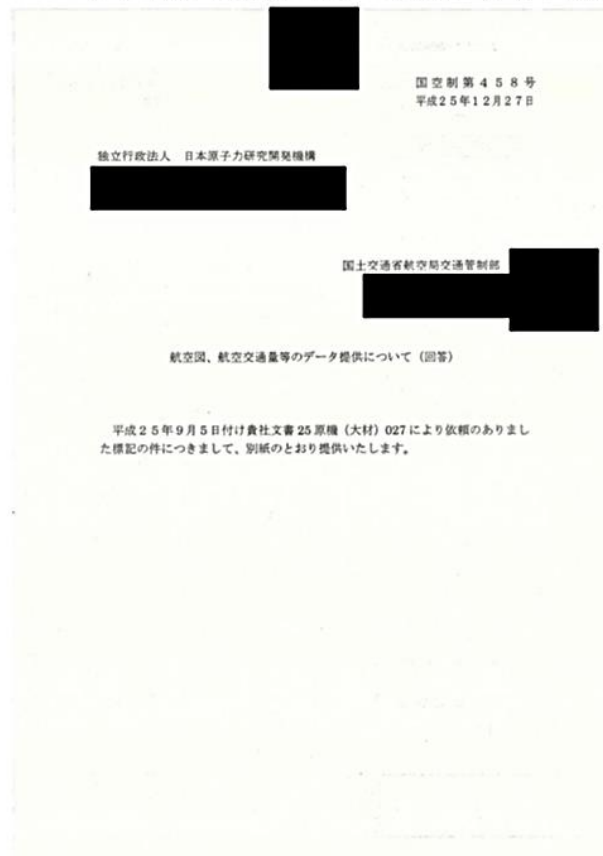 国空制第458号
平成25年12月27日
独立行政法人　日本原子力研究開発機構
国土交通省航空局交通管制部
航空図、航空交通量等のデータ提供について（回答）
平成25年9月5日付け貴社文書25原機（大材）027により依頼のありまし
た標記の件につきまして、別紙のとおり提供いたします。